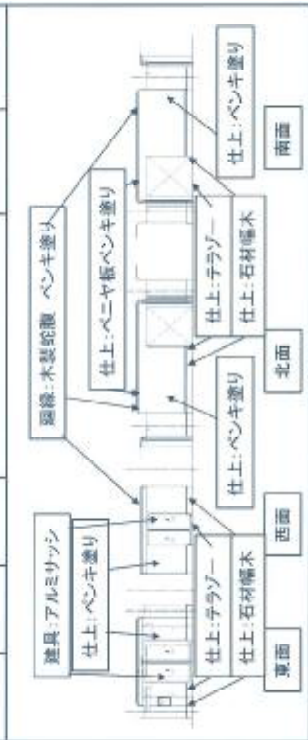 廻縁：木製蛇腹　ペンキ塗り
建具：アルミサッシ
仕上：ペンキ塗り
仕上：ベニヤ板ペンキ塗り
仕上：ペンキ塗り
仕上：ペンキ塗り
仕上：テラゾー
仕上：石材幅木
仕上：テラゾー
仕上：石材幅木
東面
西面
北面
南面